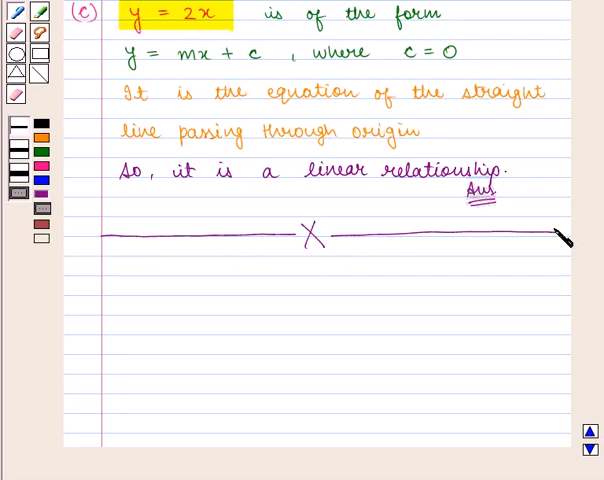 (c) y = 2x is of the form
y = mx + c , where c = 0
It is the equation of the straight
line passing through origin
So, it is a linear relationship.
Ans